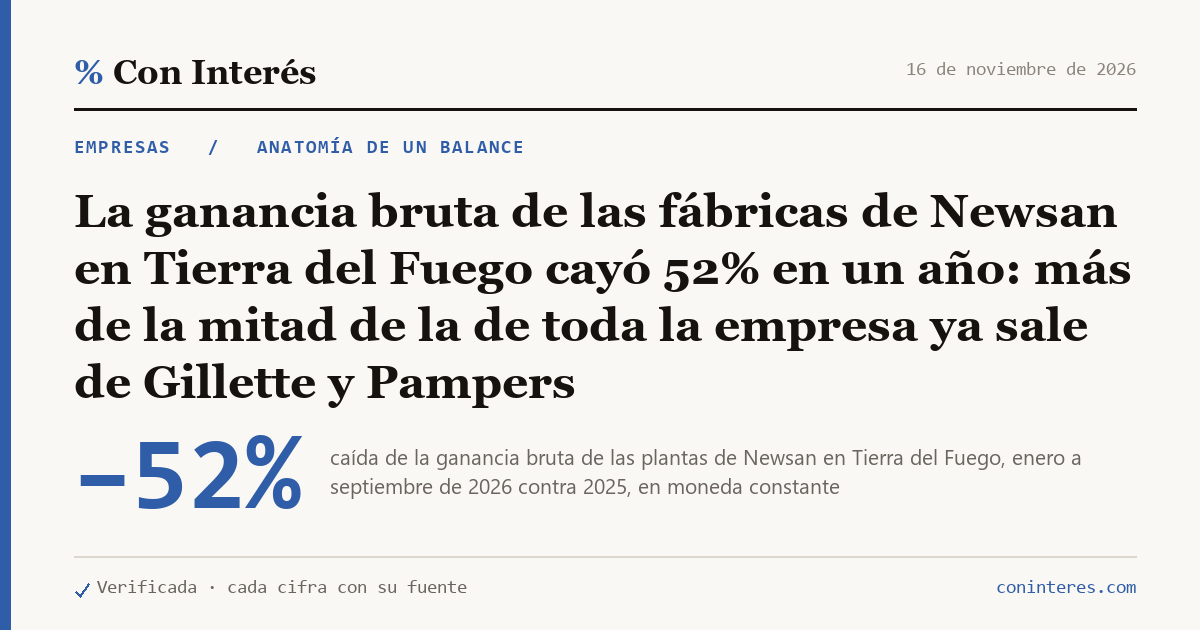 % Con Interés
16 de noviembre de 2026
EMPRESAS / ANATOMÍA DE UN BALANCE
La ganancia bruta de las fábricas de Newsan
en Tierra del Fuego cayó 52% en un año: más
de la mitad de la de toda la empresa ya sale
de Gillette y Pampers
−52%
caída de la ganancia bruta de las plantas de Newsan en Tierra del Fuego, enero a
septiembre de 2026 contra 2025, en moneda constante
✓ Verificada · cada cifra con su fuente
coninteres.com